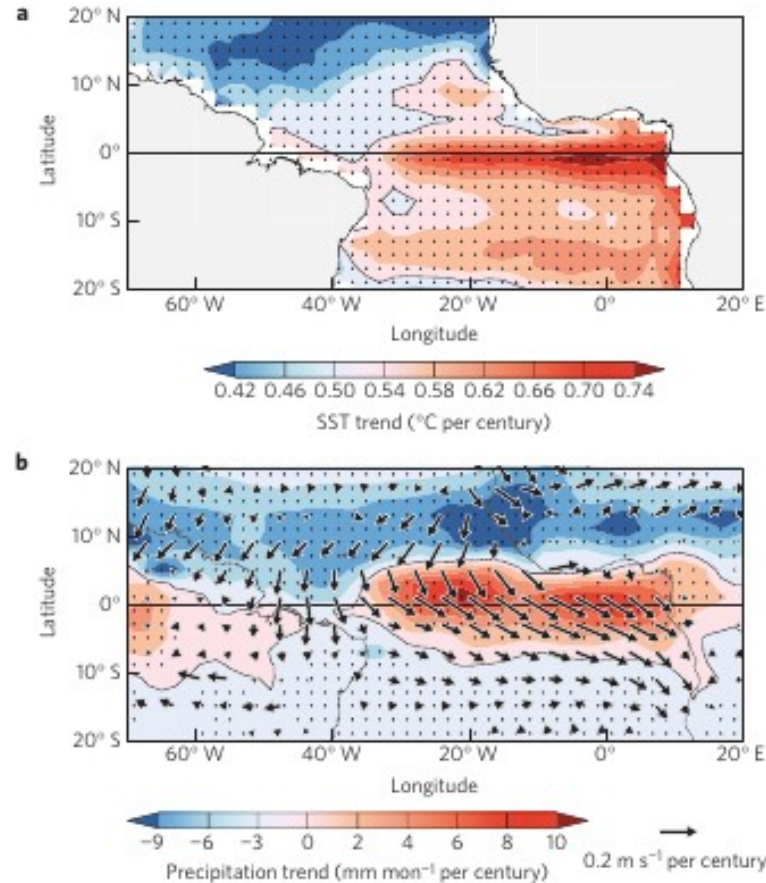 a
20° N
10° N
0°
10° S
20° S
Latitude
60° W 40° W 20° W 0° 20° E
Longitude
0.42 0.46 0.50 0.54 0.58 0.62 0.66 0.70 0.74
SST trend (°C per century)
b
20° N
10° N
0°
10° S
20° S
Latitude
60° W 40° W 20° W 0° 20° E
Longitude
−9 −6 −3 0 2 4 6 8 10
Precipitation trend (mm mon⁻¹ per century)
0.2 m s⁻¹ per century